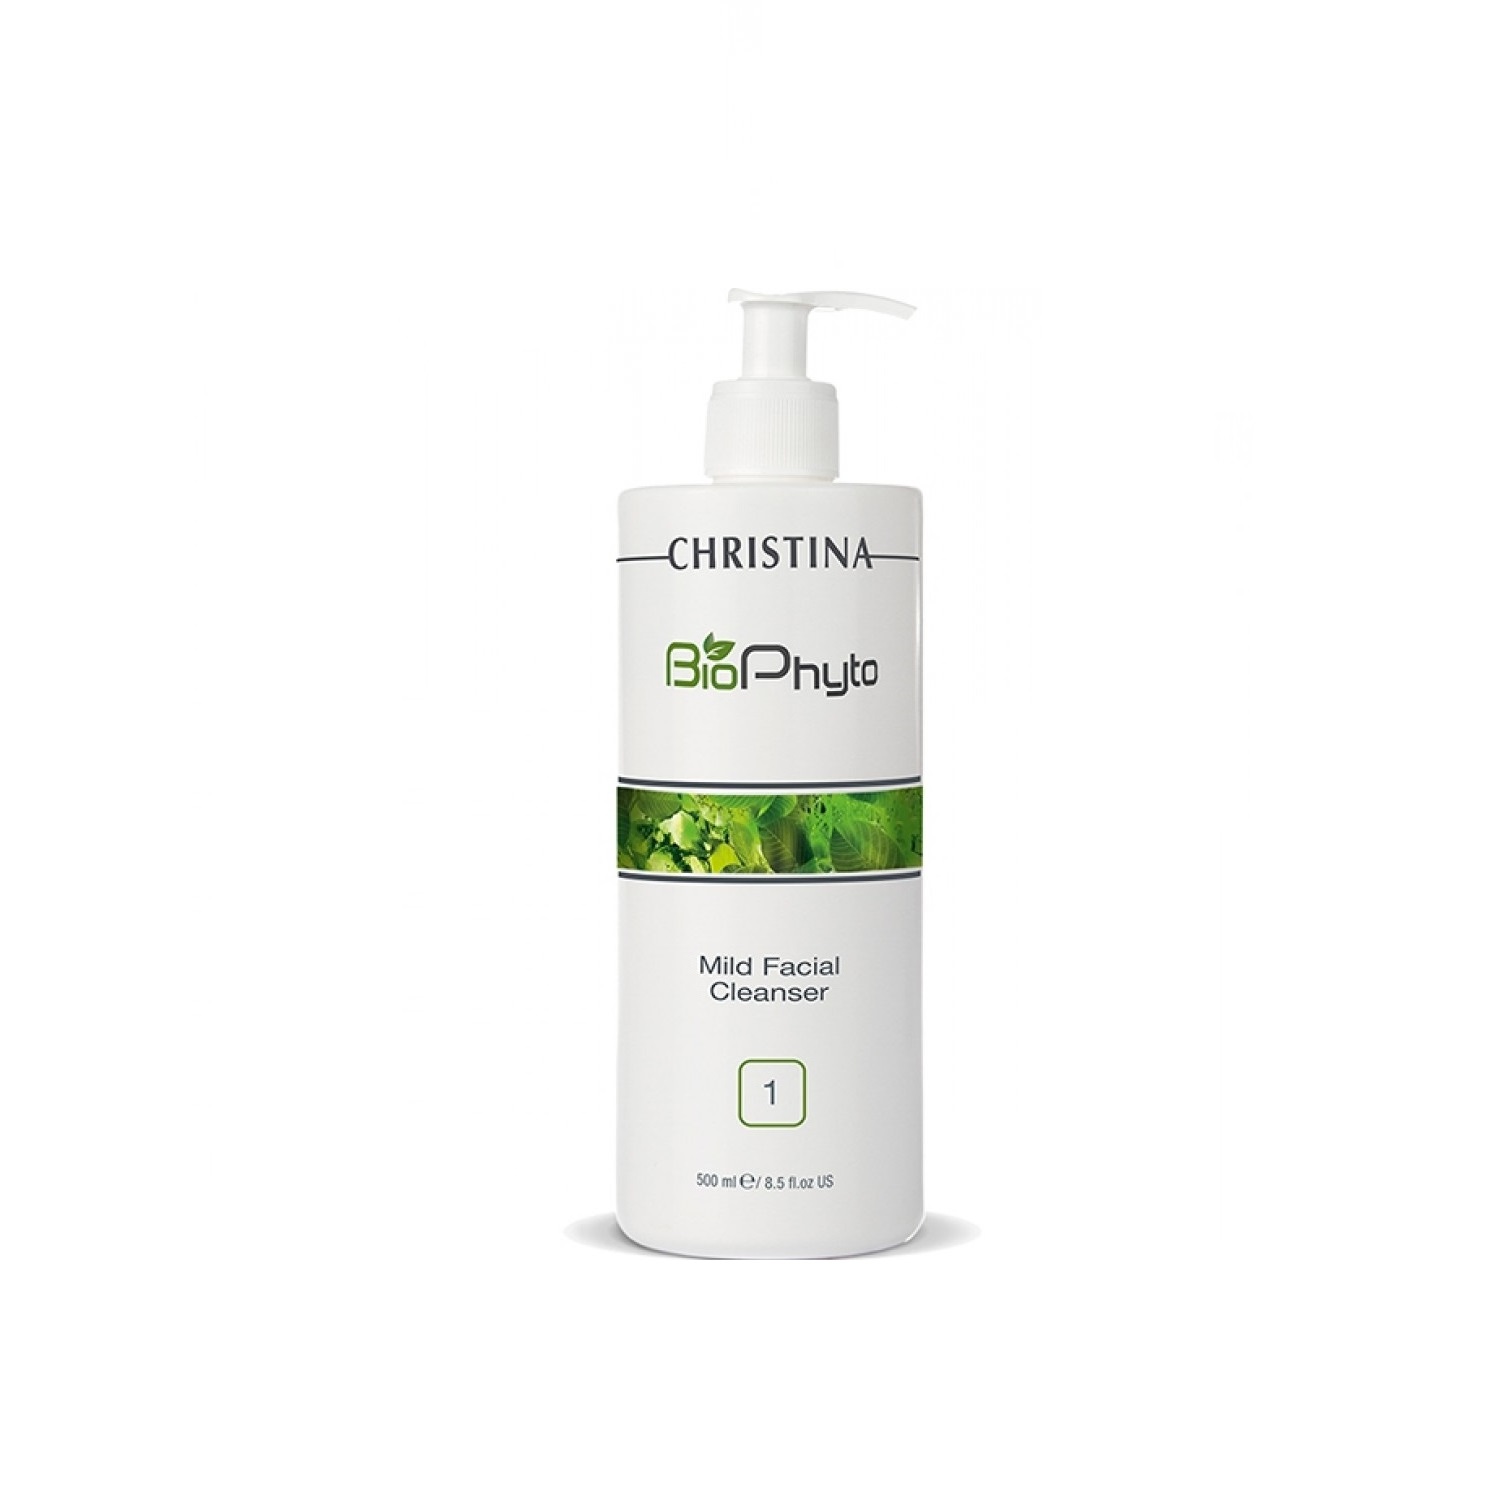 CHRISTINA
BioPhyto
Mild Facial
Cleanser
1
500 ml ℮/ 8.5 fl.oz US